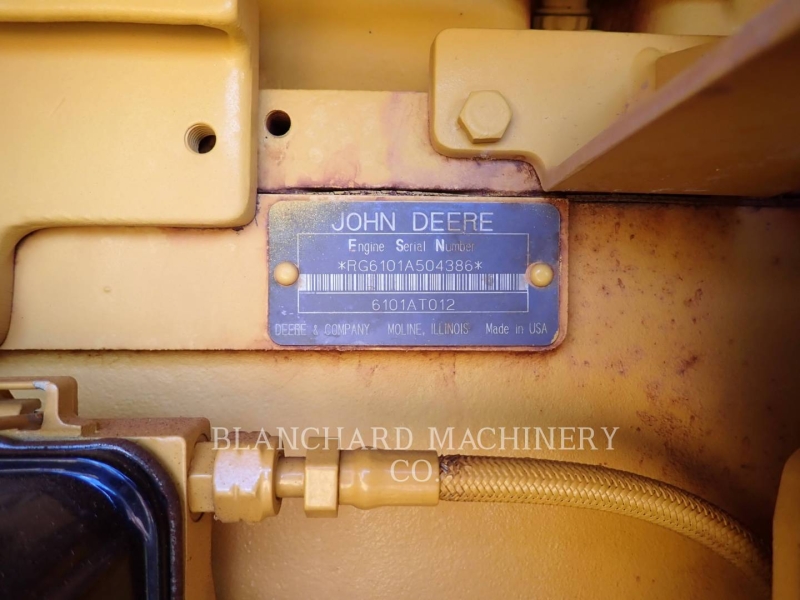 JOHN DEERE
Engine Serial Number
*RG6101A504386*
6101AT012
DEERE & COMPANY MOLINE, ILLINOIS Made in USA
BLANCHARD MACHINERY
CO.